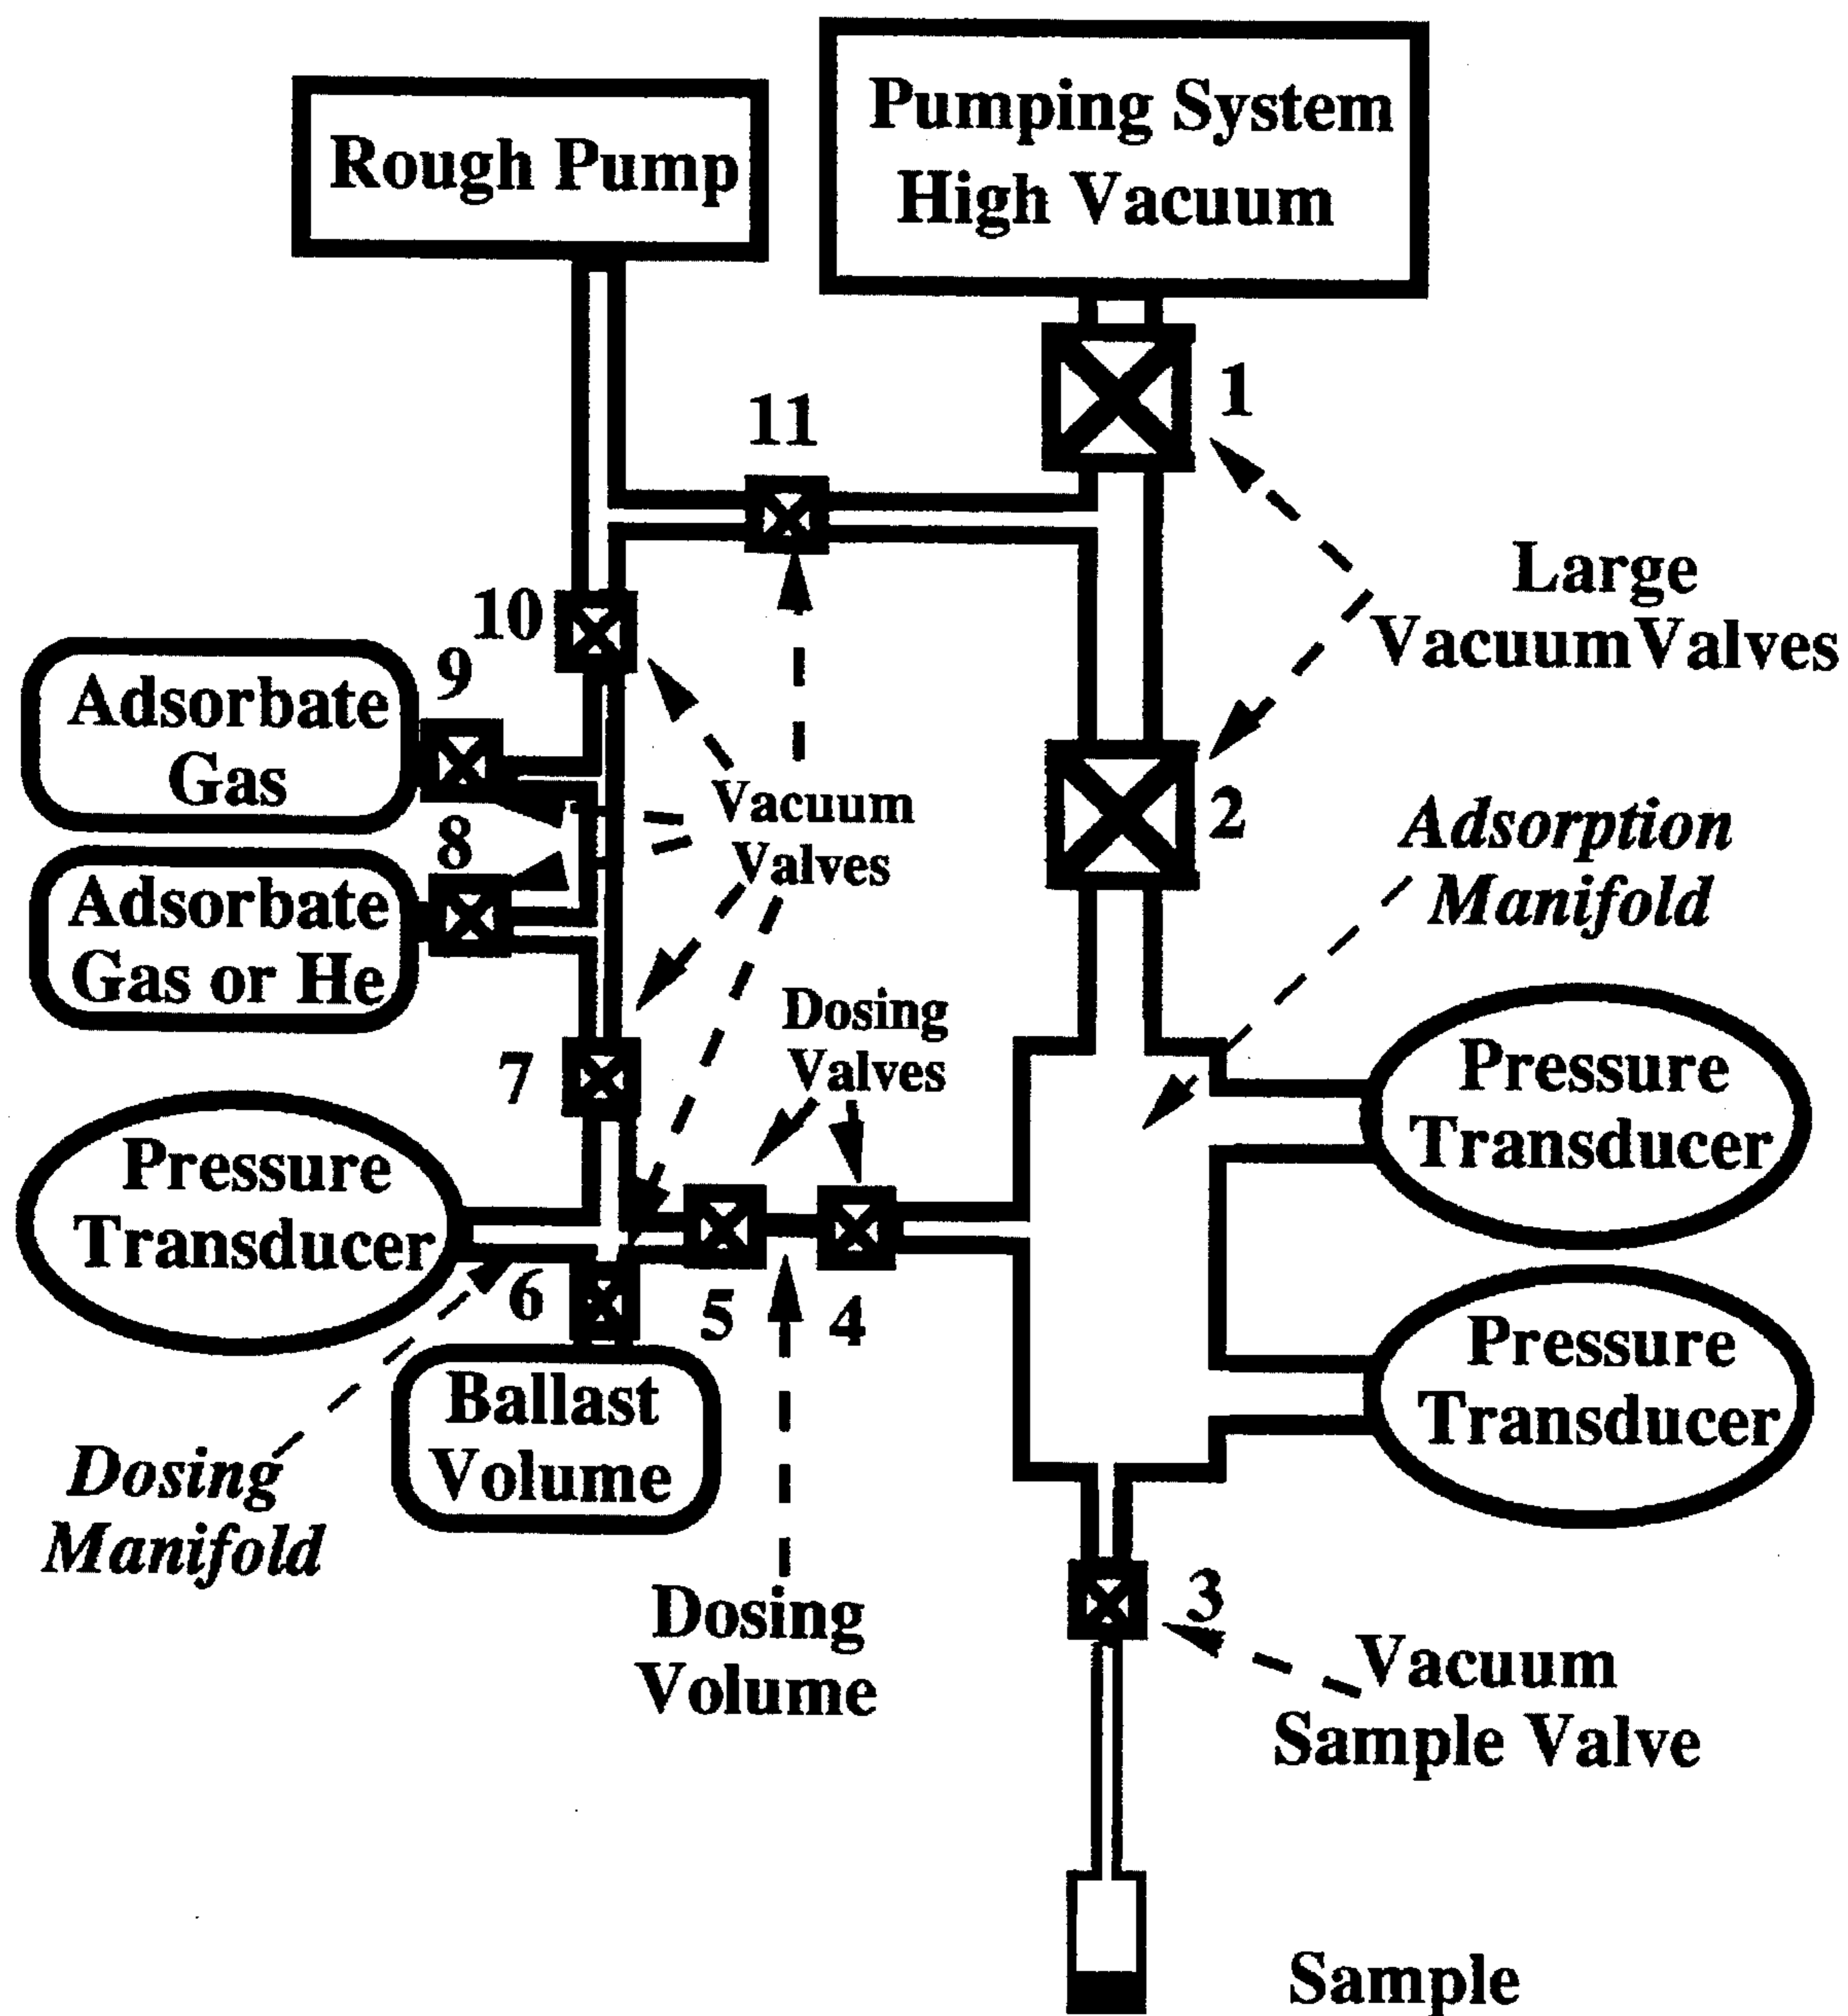 Rough Pump
Pumping System
High Vacuum
1
11
Large
Vacuum Valves
10
9
Adsorbate
Gas
Vacuum
Valves
2
Adsorption
Manifold
8
Adsorbate
Gas or He
Dosing
Valves
7
Pressure
Transducer
Pressure
Transducer
6
5
4
Ballast
Volume
Pressure
Transducer
Dosing
Manifold
Dosing
Volume
3
Vacuum
Sample Valve
Sample